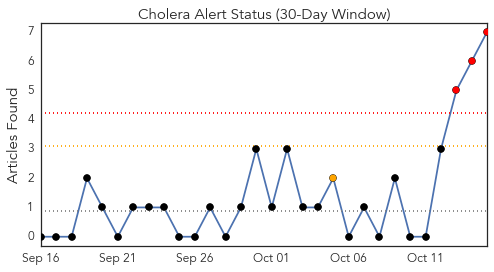 Cholera Alert Status (30-Day Window)
Articles Found
7
6
5
4
3
2
1
0
Sep 16 Sep 21 Sep 26 Oct 01 Oct 06 Oct 11